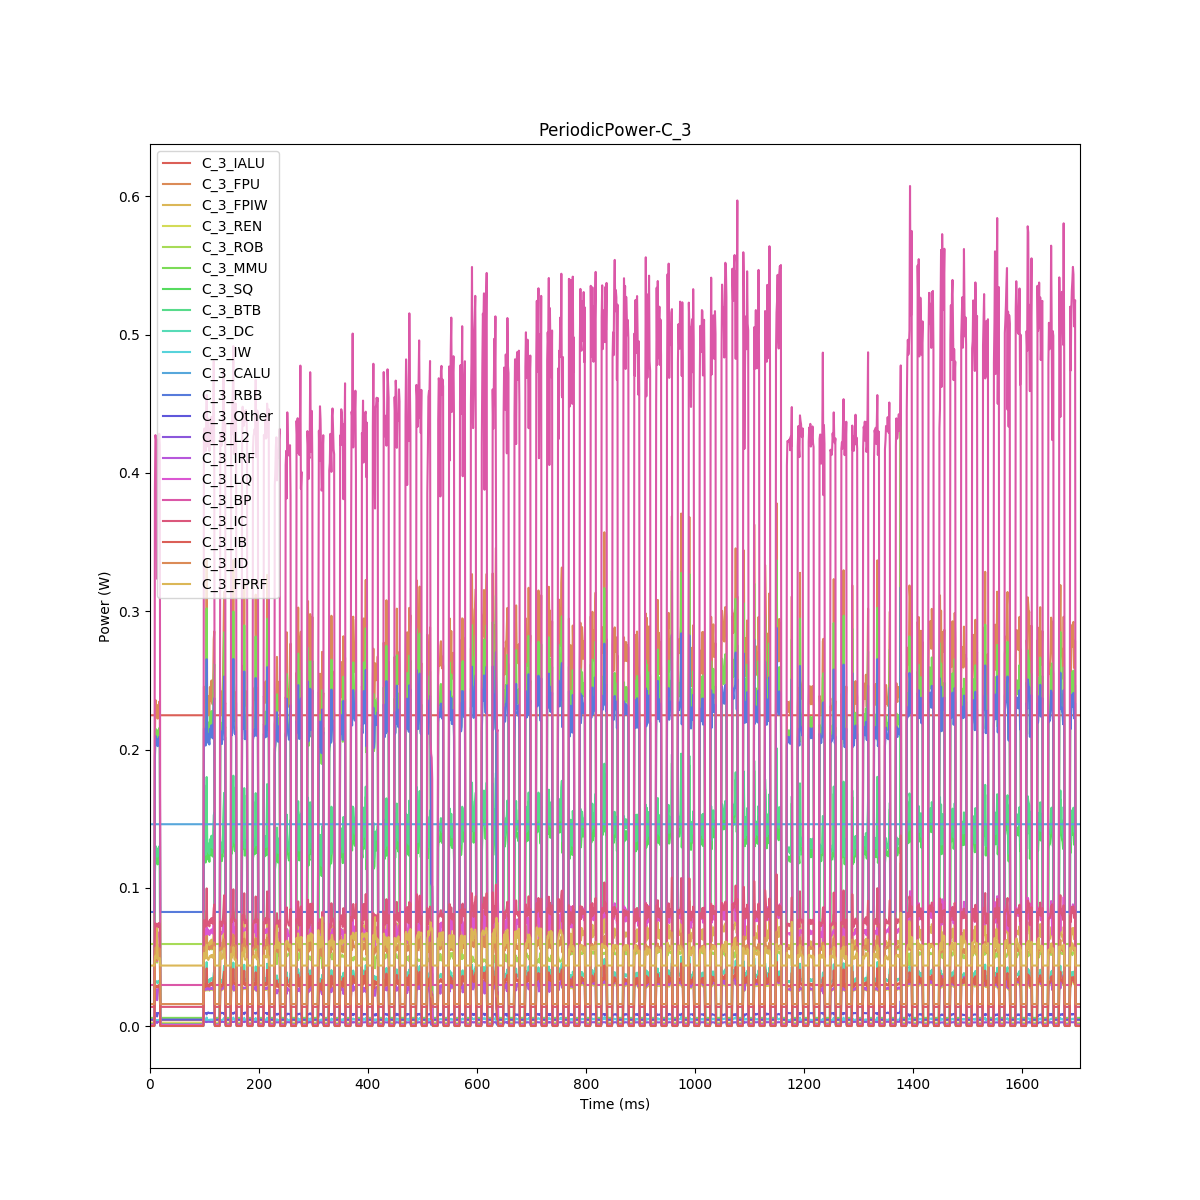 PeriodicPower-C_3
C_3_IALU
C_3_FPU
C_3_FPIW
C_3_REN
C_3_ROB
C_3_MMU
C_3_SQ
C_3_BTB
C_3_DC
C_3_IW
C_3_CALU
C_3_RBB
C_3_Other
C_3_L2
C_3_IRF
C_3_LQ
C_3_BP
C_3_IC
C_3_IB
C_3_ID
C_3_FPRF
Power (W)
0.6
0.5
0.4
0.3
0.2
0.1
0.0
0 200 400 600 800 1000 1200 1400 1600
Time (ms)